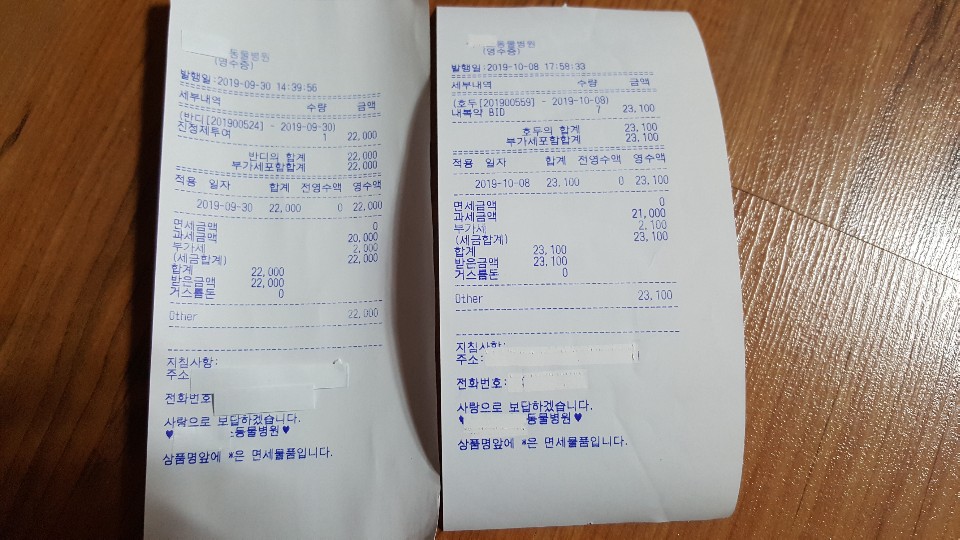 동물병원
(영수증)
발행일:2019-09-30 14:39:56
세부내역 수량 금액
(반디[201900524] - 2019-09-30)
진정제투여 1 22,000
반디의 합계 22,000
부가세포함합계 22,000
적용 일자 합계 전영수액 영수액
2019-09-30 22,000 0 22,000
면세금액 0
과세금액 20,000
부가세 2,000
(세금합계) 22,000
합계 22,000
받은금액 22,000
거스름돈 0
Other 22,000
지침사항:
주소
전화번호
사랑으로 보답하겠습니다.
♥ :동물병원♥
상품명앞에 *은 면세물품입니다.
동물병원
(영수증)
발행일:2019-10-08 17:58:33
세부내역 수량 금액
(호두[201900559] - 2019-10-08)
내복약 BID 7 23,100
호두의 합계 23,100
부가세포함합계 23,100
적용 일자 합계 전영수액 영수액
2019-10-08 23,100 0 23,100
면세금액 0
과세금액 21,000
부가세 2,100
(세금합계) 23,100
합계 23,100
받은금액 23,100
거스름돈 0
Other 23,100
지침사항:
주소:
전화번호:
사랑으로 보답하겠습니다.
동물병원♥
상품명앞에 *은 면세물품입니다.